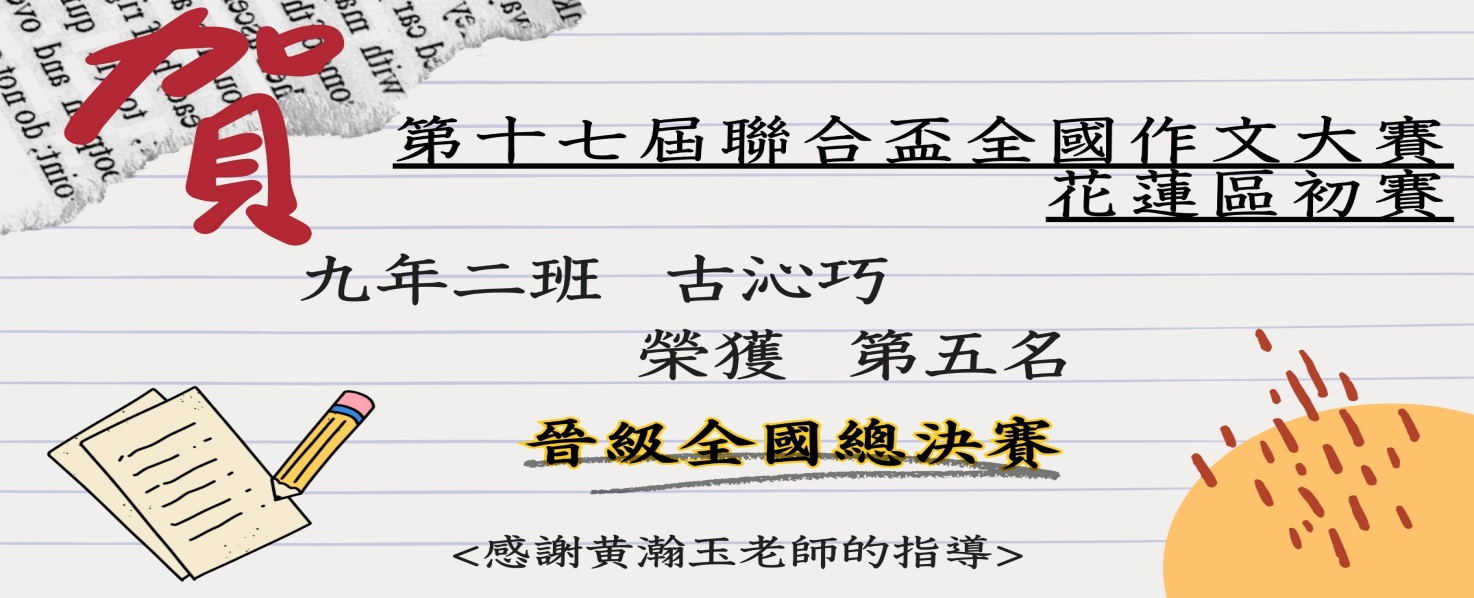 賀
第十七屆聯合盃全國作文大賽
花蓮區初賽
九年二班 古沁巧
榮獲 第五名
晉級全國總決賽
<感謝黃瀚玉老師的指導>